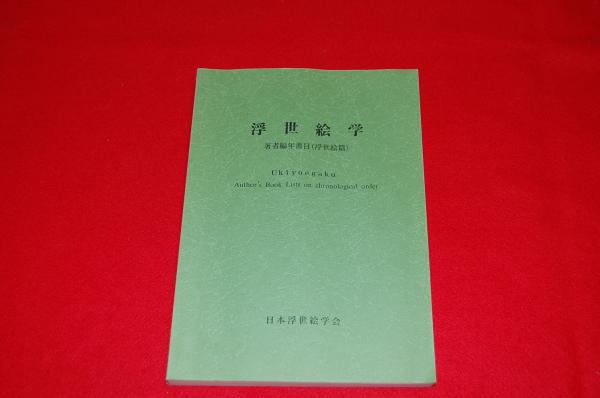 浮世絵学
著者編年書目(浮世絵篇)
Ukiyoegaku
Author's Book Lists on chronological order
日本浮世絵学会